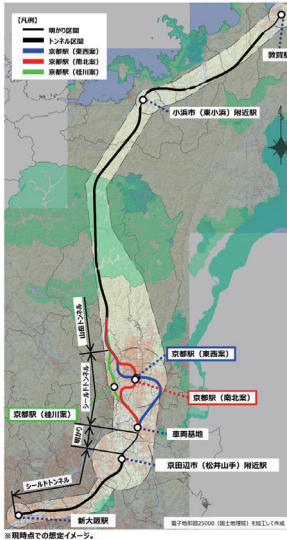 【凡例】
明かり区間
トンネル区間
京都駅（東西案）
京都駅（南北案）
京都駅（桂川案）
敦賀駅
小浜市（東小浜）附近駅
山岳トンネル
京都駅（東西案）
シールドトンネル
京都駅（南北案）
京都駅（桂川案）
車両基地
明かり
京田辺市（松井山手）附近駅
シールドトンネル
新大阪駅
電子地形図25000（国土地理院）を加工して作成
※現時点での想定イメージ。